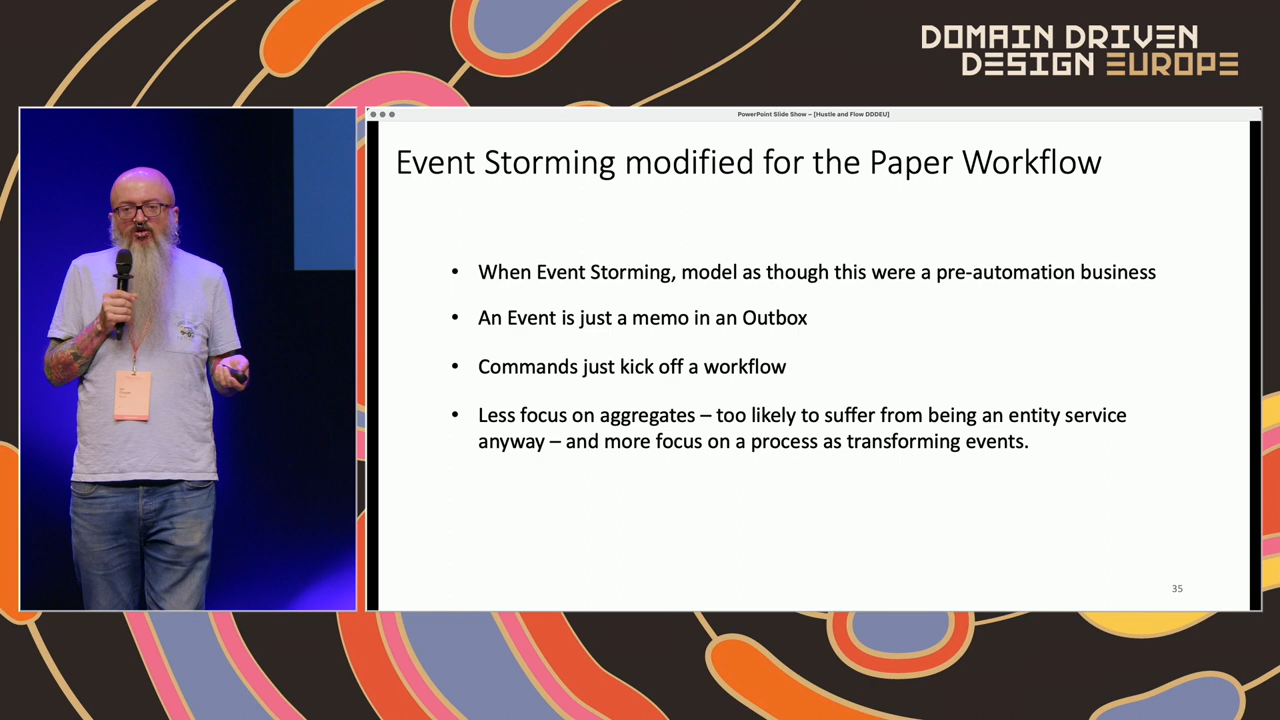 DOMAIN DRIVEN
DESIGN EUROPE
PowerPoint Slide Show – [Hustle and Flow DDDEU]
Event Storming modified for the Paper Workflow
• When Event Storming, model as though this were a pre-automation business
• An Event is just a memo in an Outbox
• Commands just kick off a workflow
• Less focus on aggregates – too likely to suffer from being an entity service
anyway – and more focus on a process as transforming events.
35